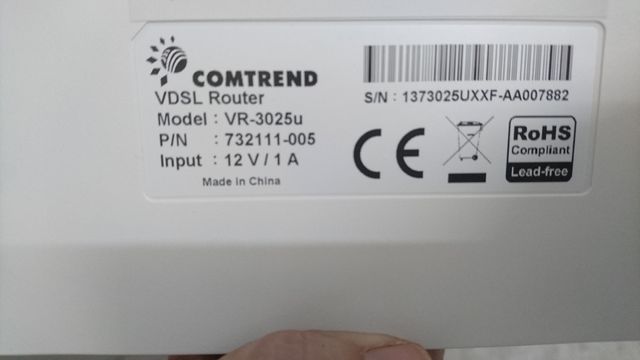 COMTREND
VDSL Router
Model : VR-3025u
P/N : 732111-005
Input : 12 V / 1 A
Made in China
S/N : 1373025UXXF-AA007882
CE
RoHS
Compliant
Lead-free